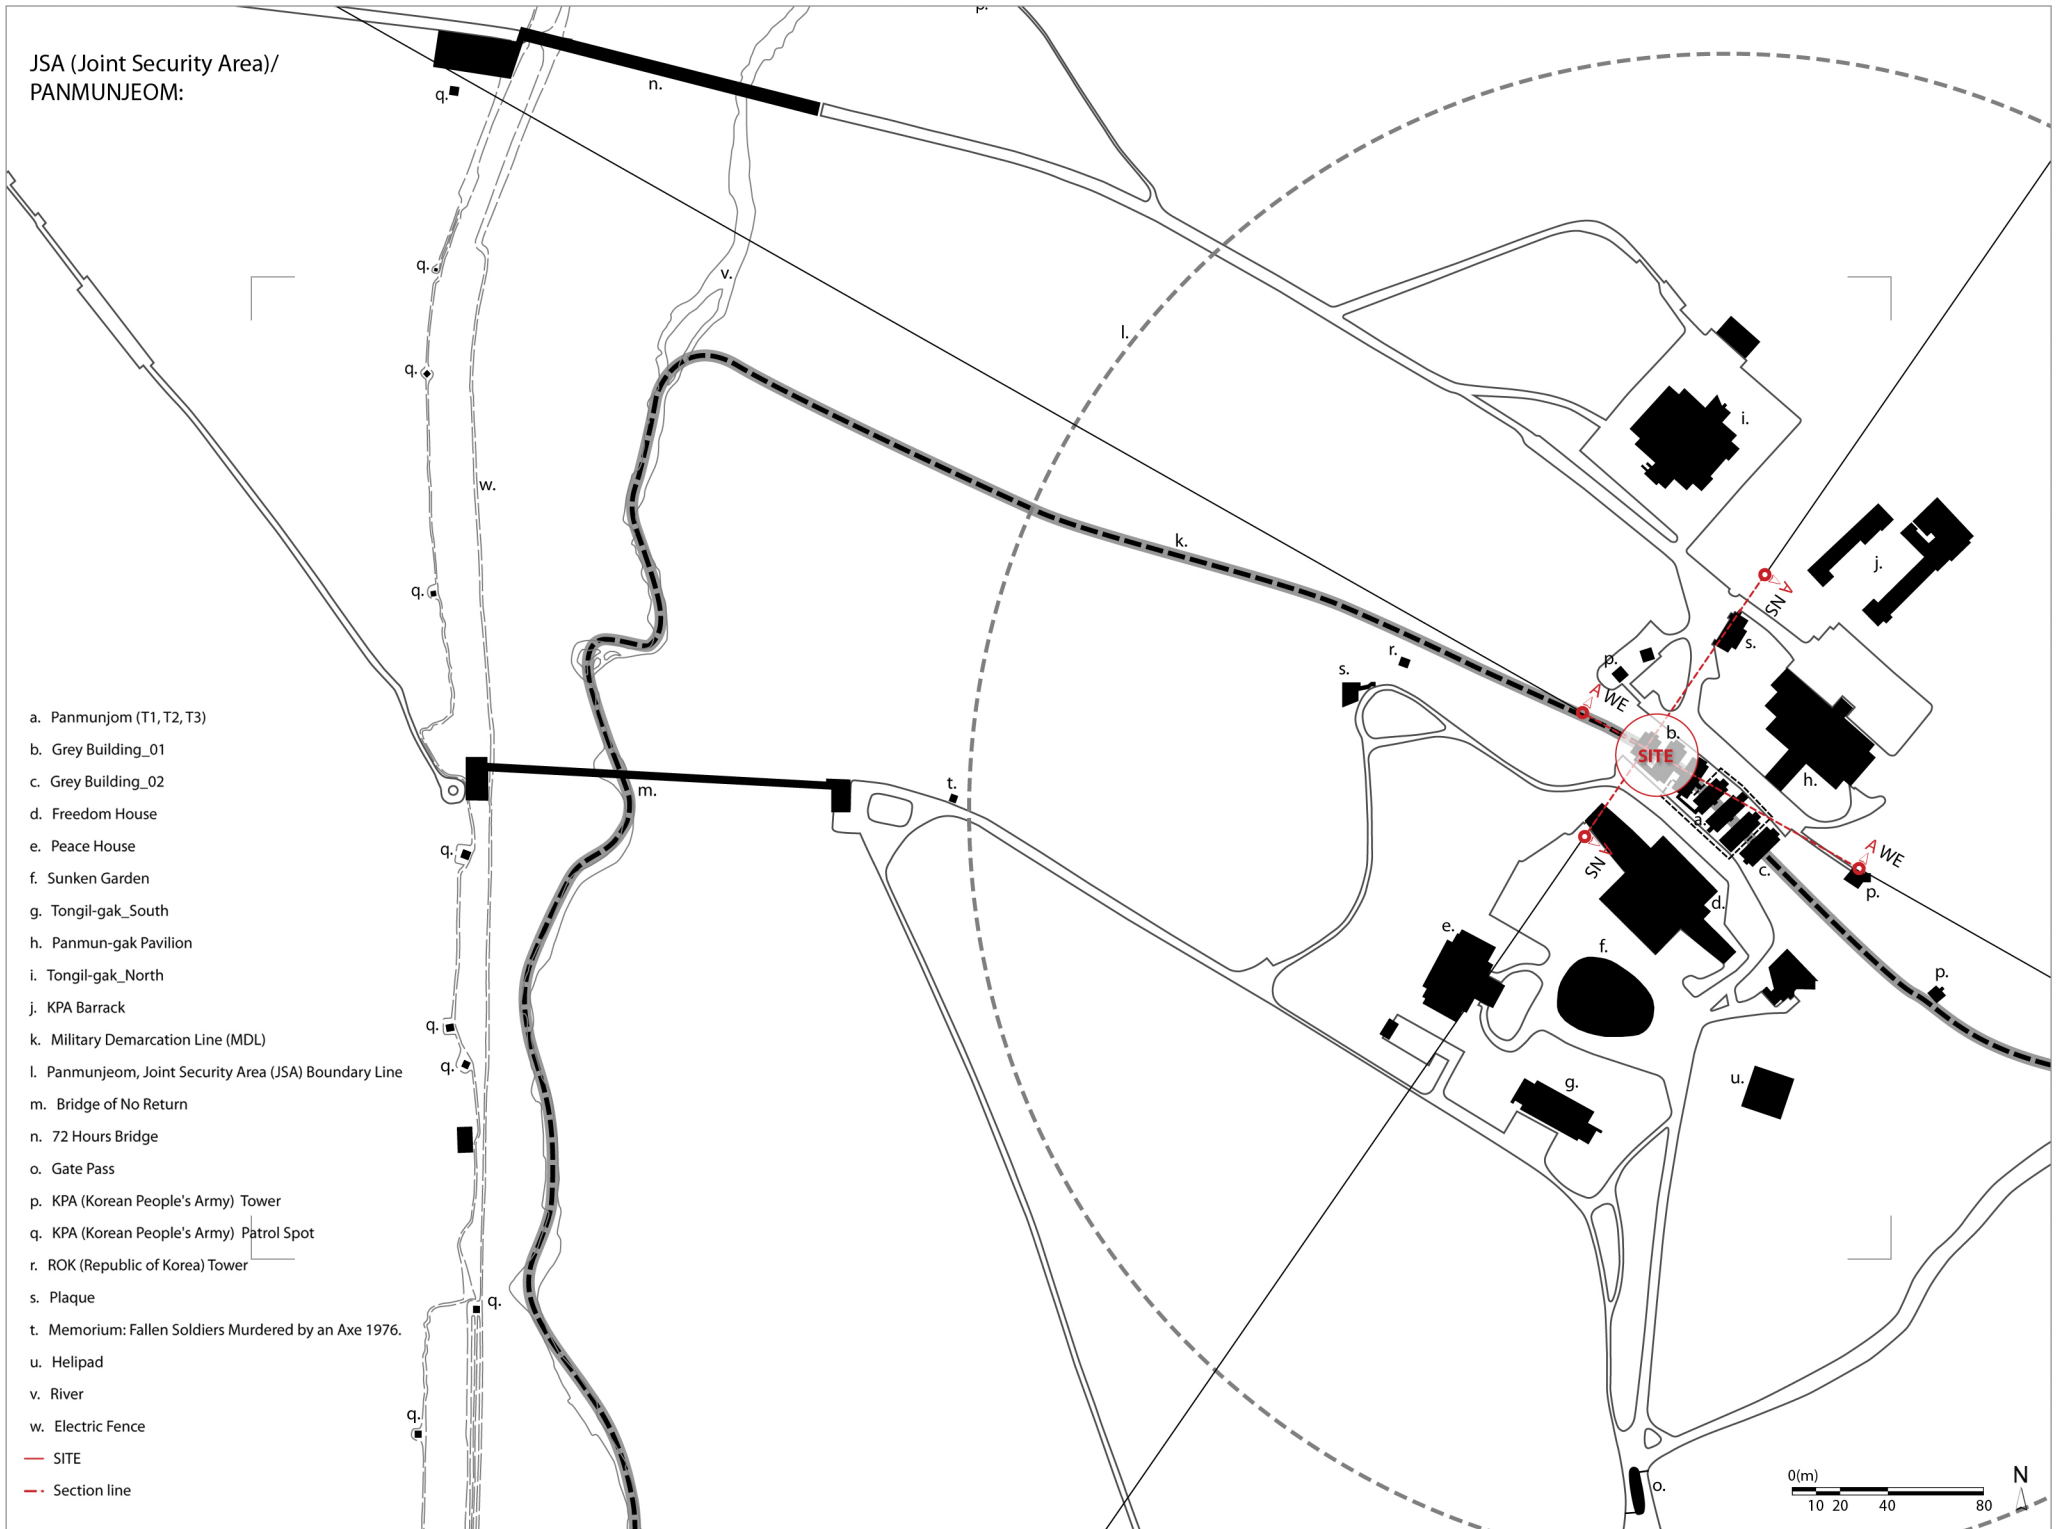 JSA (Joint Security Area)/
PANMUNJEOM:
p.
n.
q.
q.
v.
l.
q.
i.
w.
k.
j.
q.
A
NS
s.
r.
p.
s.
A WE
b.
SITE
h.
t.
m.
a.
q.
A
NS
A WE
c.
p.
d.
e.
f.
p.
q.
q.
u.
g.
q.
q.
o.
a. Panmunjom (T1, T2, T3)
b. Grey Building_01
c. Grey Building_02
d. Freedom House
e. Peace House
f. Sunken Garden
g. Tongil-gak_South
h. Panmun-gak Pavilion
i. Tongil-gak_North
j. KPA Barrack
k. Military Demarcation Line (MDL)
l. Panmunjeom, Joint Security Area (JSA) Boundary Line
m. Bridge of No Return
n. 72 Hours Bridge
o. Gate Pass
p. KPA (Korean People's Army) Tower
q. KPA (Korean People's Army) Patrol Spot
r. ROK (Republic of Korea) Tower
s. Plaque
t. Memorium: Fallen Soldiers Murdered by an Axe 1976.
u. Helipad
v. River
w. Electric Fence
SITE
Section line
0(m)
10 20 40 80
N